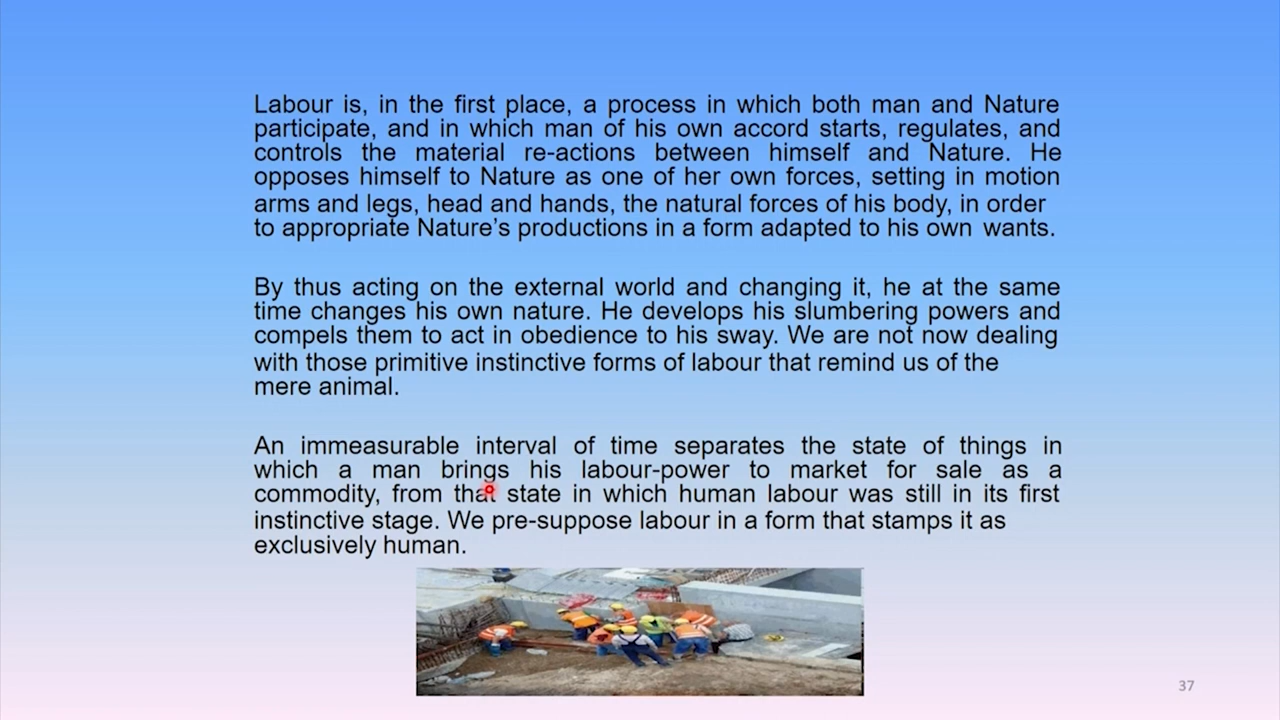 Labour is, in the first place, a process in which both man and Nature
participate, and in which man of his own accord starts, regulates, and
controls the material re-actions between himself and Nature. He
opposes himself to Nature as one of her own forces, setting in motion
arms and legs, head and hands, the natural forces of his body, in order
to appropriate Nature’s productions in a form adapted to his own wants.
By thus acting on the external world and changing it, he at the same
time changes his own nature. He develops his slumbering powers and
compels them to act in obedience to his sway. We are not now dealing
with those primitive instinctive forms of labour that remind us of the
mere animal.
An immeasurable interval of time separates the state of things in
which a man brings his labour-power to market for sale as a
commodity, from that state in which human labour was still in its first
instinctive stage. We pre-suppose labour in a form that stamps it as
exclusively human.
37